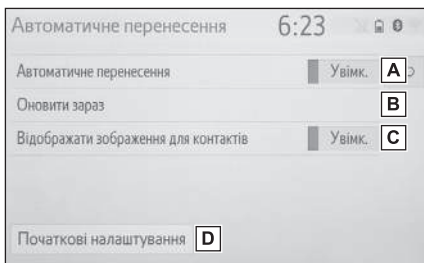 Автоматичне перенесення 6:23
Автоматичне перенесення Увімк. A
Оновити зараз B
Відображати зображення для контактів Увімк. C
Початкові налаштування D